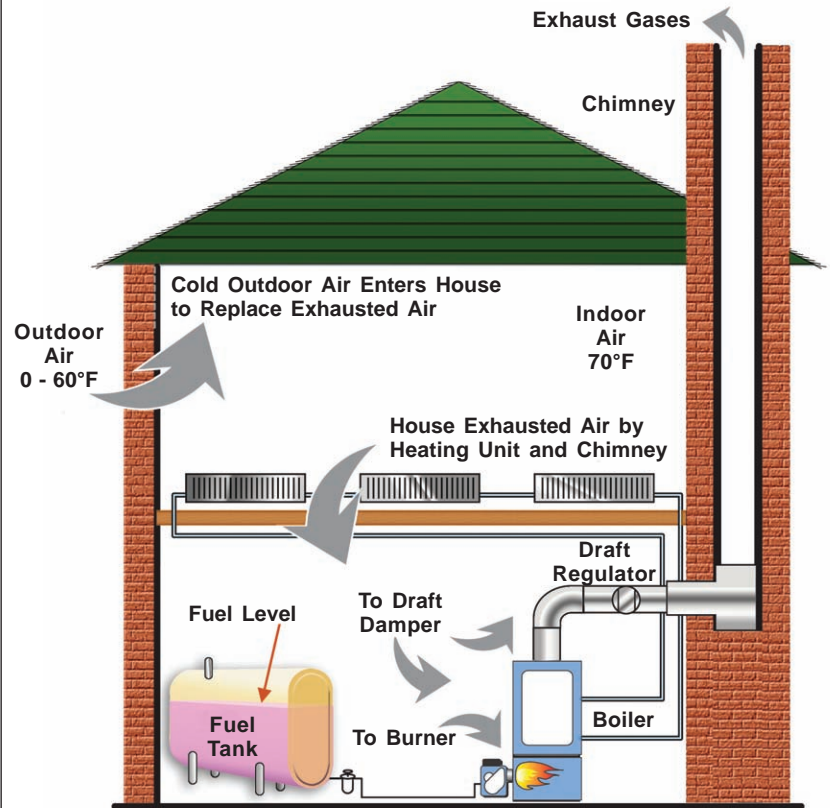 Exhaust Gases
Chimney
Cold Outdoor Air Enters House
to Replace Exhausted Air
Outdoor
Air
0 - 60°F
Indoor
Air
70°F
House Exhausted Air by
Heating Unit and Chimney
Draft
Regulator
Fuel Level
To Draft
Damper
Fuel
Tank
To Burner
Boiler